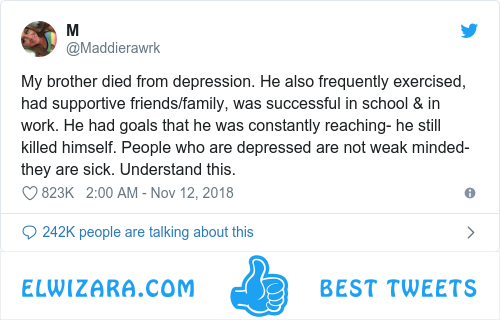 M
@Maddierawrk
My brother died from depression. He also frequently exercised,
had supportive friends/family, was successful in school & in
work. He had goals that he was constantly reaching- he still
killed himself. People who are depressed are not weak minded-
they are sick. Understand this.
823K 2:00 AM - Nov 12, 2018
242K people are talking about this
ELWIZARA.COM BEST TWEETS